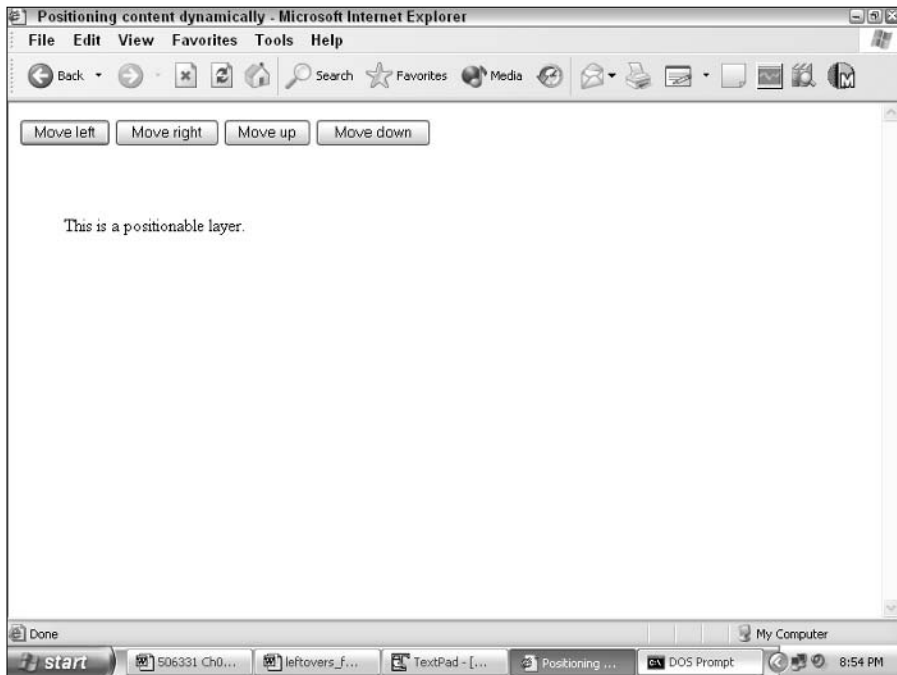 Positioning content dynamically - Microsoft Internet Explorer
File Edit View Favorites Tools Help
Back Search Favorites Media
Move left Move right Move up Move down
This is a positionable layer.
Done My Computer
start 506331 Ch0... leftovers_f... TextPad - [... Positioning ... DOS Prompt 8:54 PM